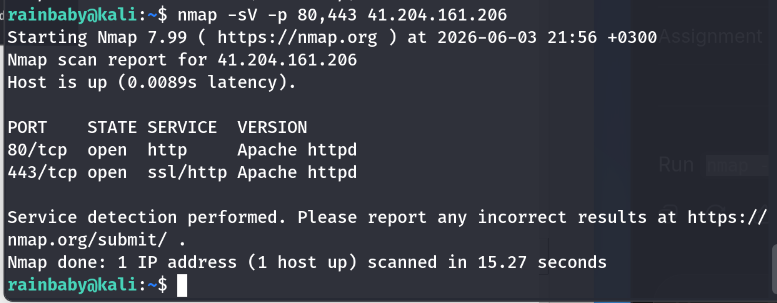 rainbaby@kali:~$ nmap -sV -p 80,443 41.204.161.206
Starting Nmap 7.99 ( https://nmap.org ) at 2026-06-03 21:56 +0300
Assignment
Nmap scan report for 41.204.161.206
Host is up (0.0089s latency).
PORT    STATE SERVICE  VERSION
80/tcp  open  http     Apache httpd
443/tcp open  ssl/http Apache httpd
Run nmap
Service detection performed. Please report any incorrect results at https://
nmap.org/submit/ .
Nmap done: 1 IP address (1 host up) scanned in 15.27 seconds
rainbaby@kali:~$